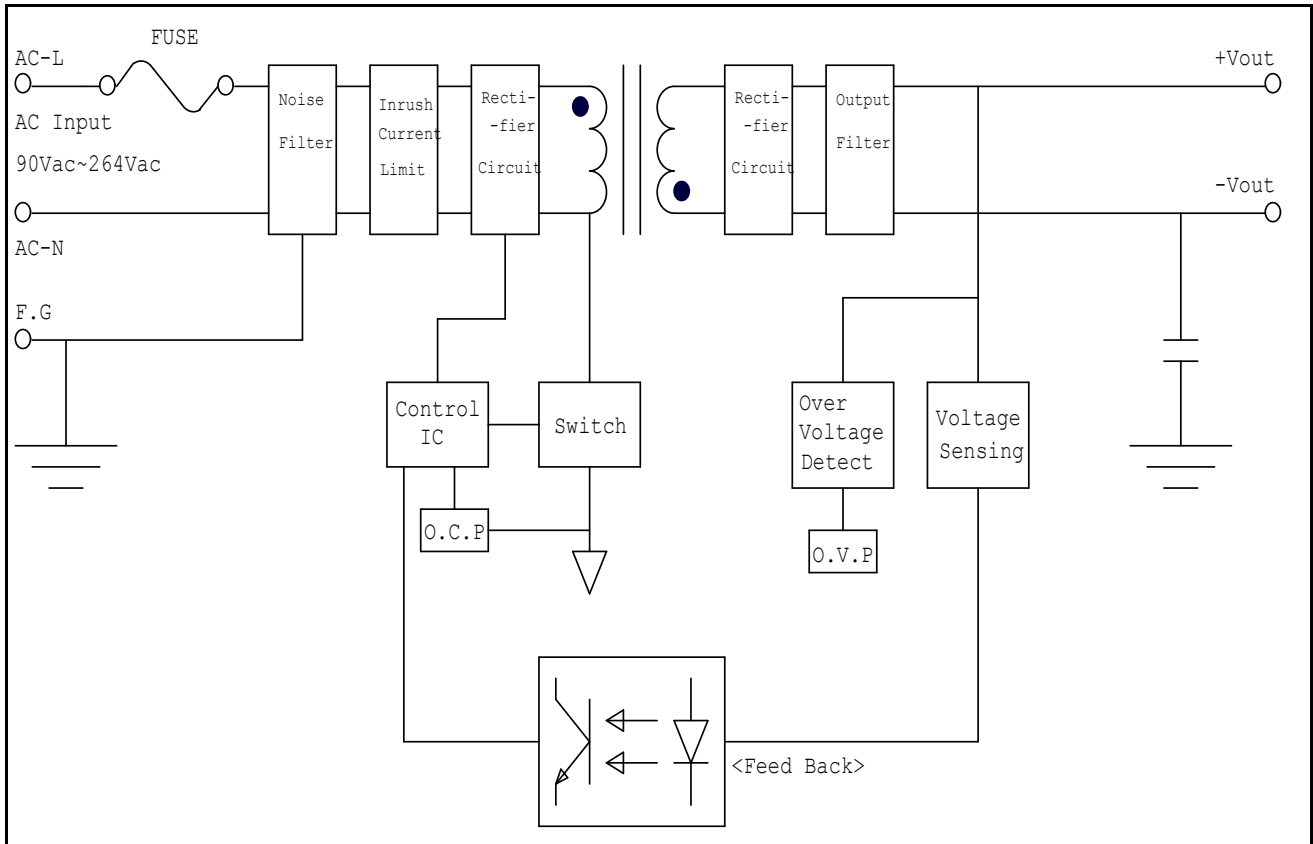 FUSE
AC-L
+Vout
AC Input
90Vac~264Vac
Noise
Filter
Inrush
Current
Limit
Recti-
-fier
Circuit
Recti-
-fier
Circuit
Output
Filter
-Vout
AC-N
F.G
Control
IC
Switch
Over
Voltage
Detect
Voltage
Sensing
O.C.P
O.V.P
<Feed Back>